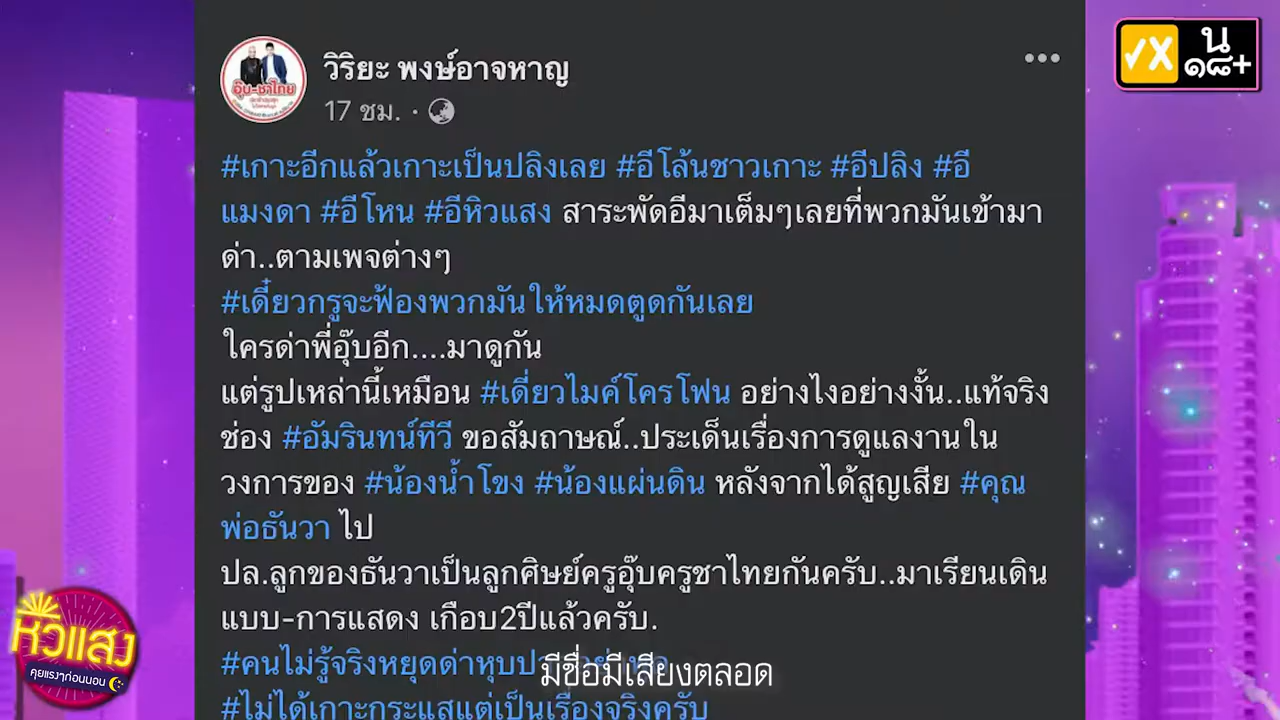 วิริยะ พงษ์อาจหาญ
17 ชม. ·
√X น ๑๘+
อุ๊บ-ชาไทย
#เกาะอีกแล้วเกาะเป็นปลิงเลย #อีโล้นชาวเกาะ #อีปลิง #อี
แมงดา #อีโหน #อีหิวแสง สาระพัดอีมาเต็มๆเลยที่พวกมันเข้ามา
ด่า..ตามเพจต่างๆ
#เดี๋ยวกรูจะฟ้องพวกมันให้หมดตูดกันเลย
ใครด่าพี่อุ๊บอีก....มาดูกัน
แต่รูปเหล่านี้เหมือน #เดี่ยวไมค์โครโฟน อย่างไงอย่างงั้น..แท้จริง
ช่อง #อัมรินทน์ทีวี ขอสัมถาษณ์..ประเด็นเรื่องการดูแลงานใน
วงการของ #น้องน้ำโขง #น้องแผ่นดิน หลังจากได้สูญเสีย #คุณ
พ่อธันวา ไป
ปล.ลูกของธันวาเป็นลูกศิษย์ครูอุ๊บครูชาไทยกันครับ..มาเรียนเดิน
แบบ-การแสดง เกือบ2ปีแล้วครับ.
#คนไม่รู้จริงหยุดด่าหุบป
มีชื่อมีเสียงตลอด
#ไม่ได้เกาะกระแสแต่เป็นเรื่องจริงครับ
หิวแสง
คุยแรงๆก่อนนอน